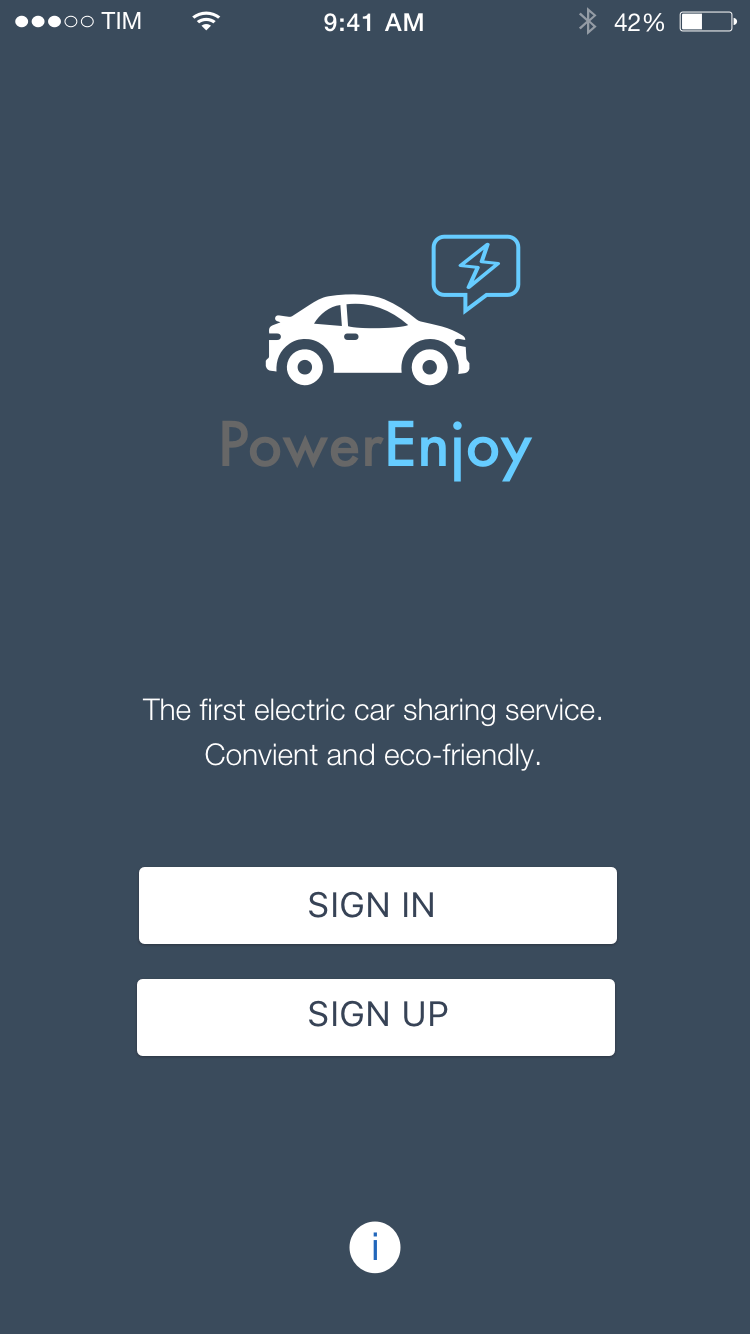 TIM 9:41 AM 42%
PowerEnjoy
The first electric car sharing service.
Convient and eco-friendly.
SIGN IN
SIGN UP
i